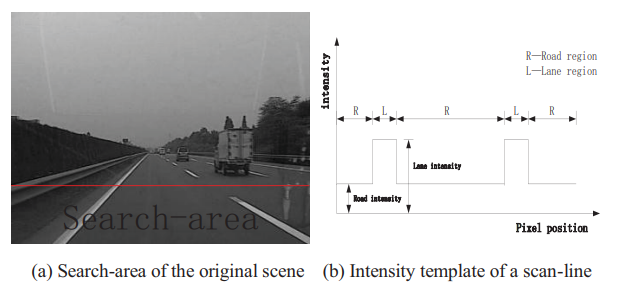 Search-area
intensity
R—Road region
L—Lane region
R
L
R
L
R
Lane intensity
Road intensity
Pixel position
(a) Search-area of the original scene
(b) Intensity template of a scan-line